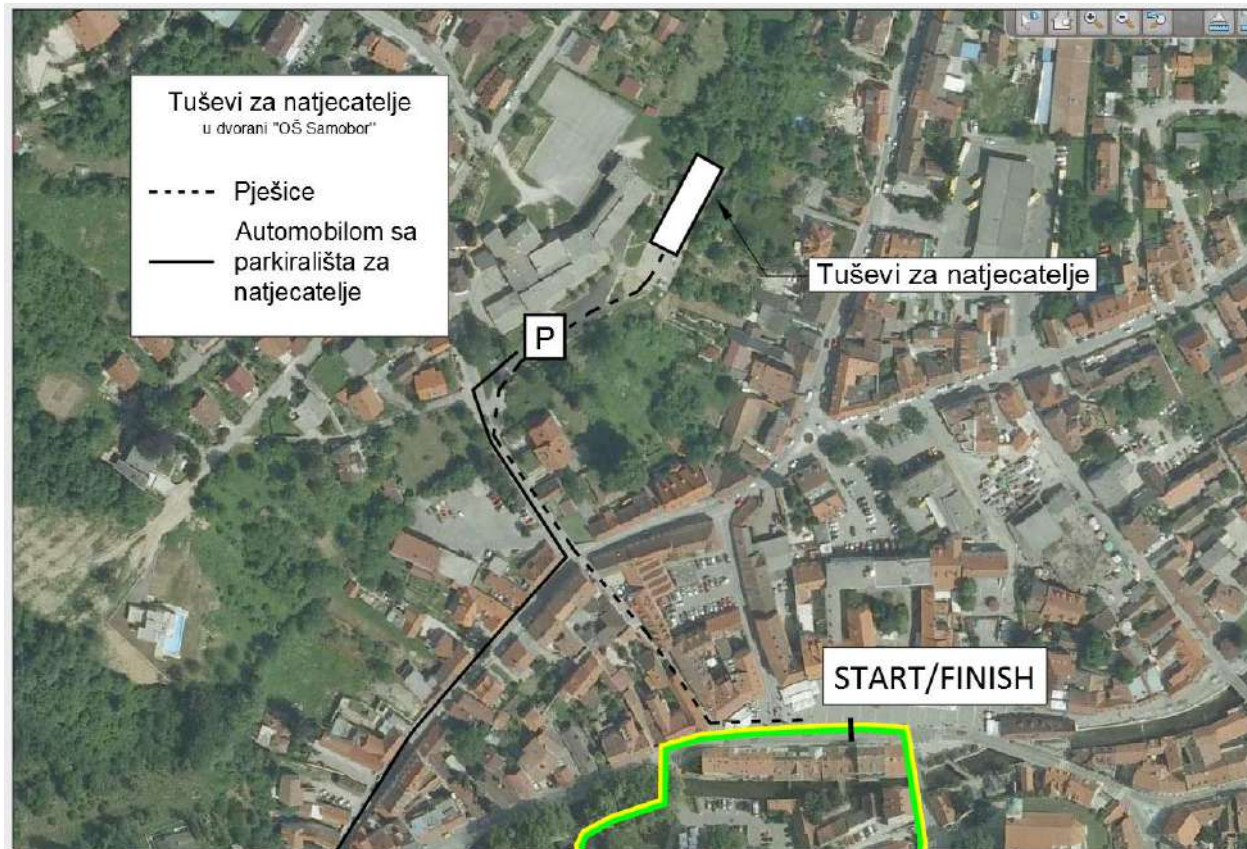 Tuševi za natjecatelje
u dvorani "OŠ Samobor"
Pješice
Automobilom sa
parkirališta za
natjecatelje
Tuševi za natjecatelje
P
START/FINISH